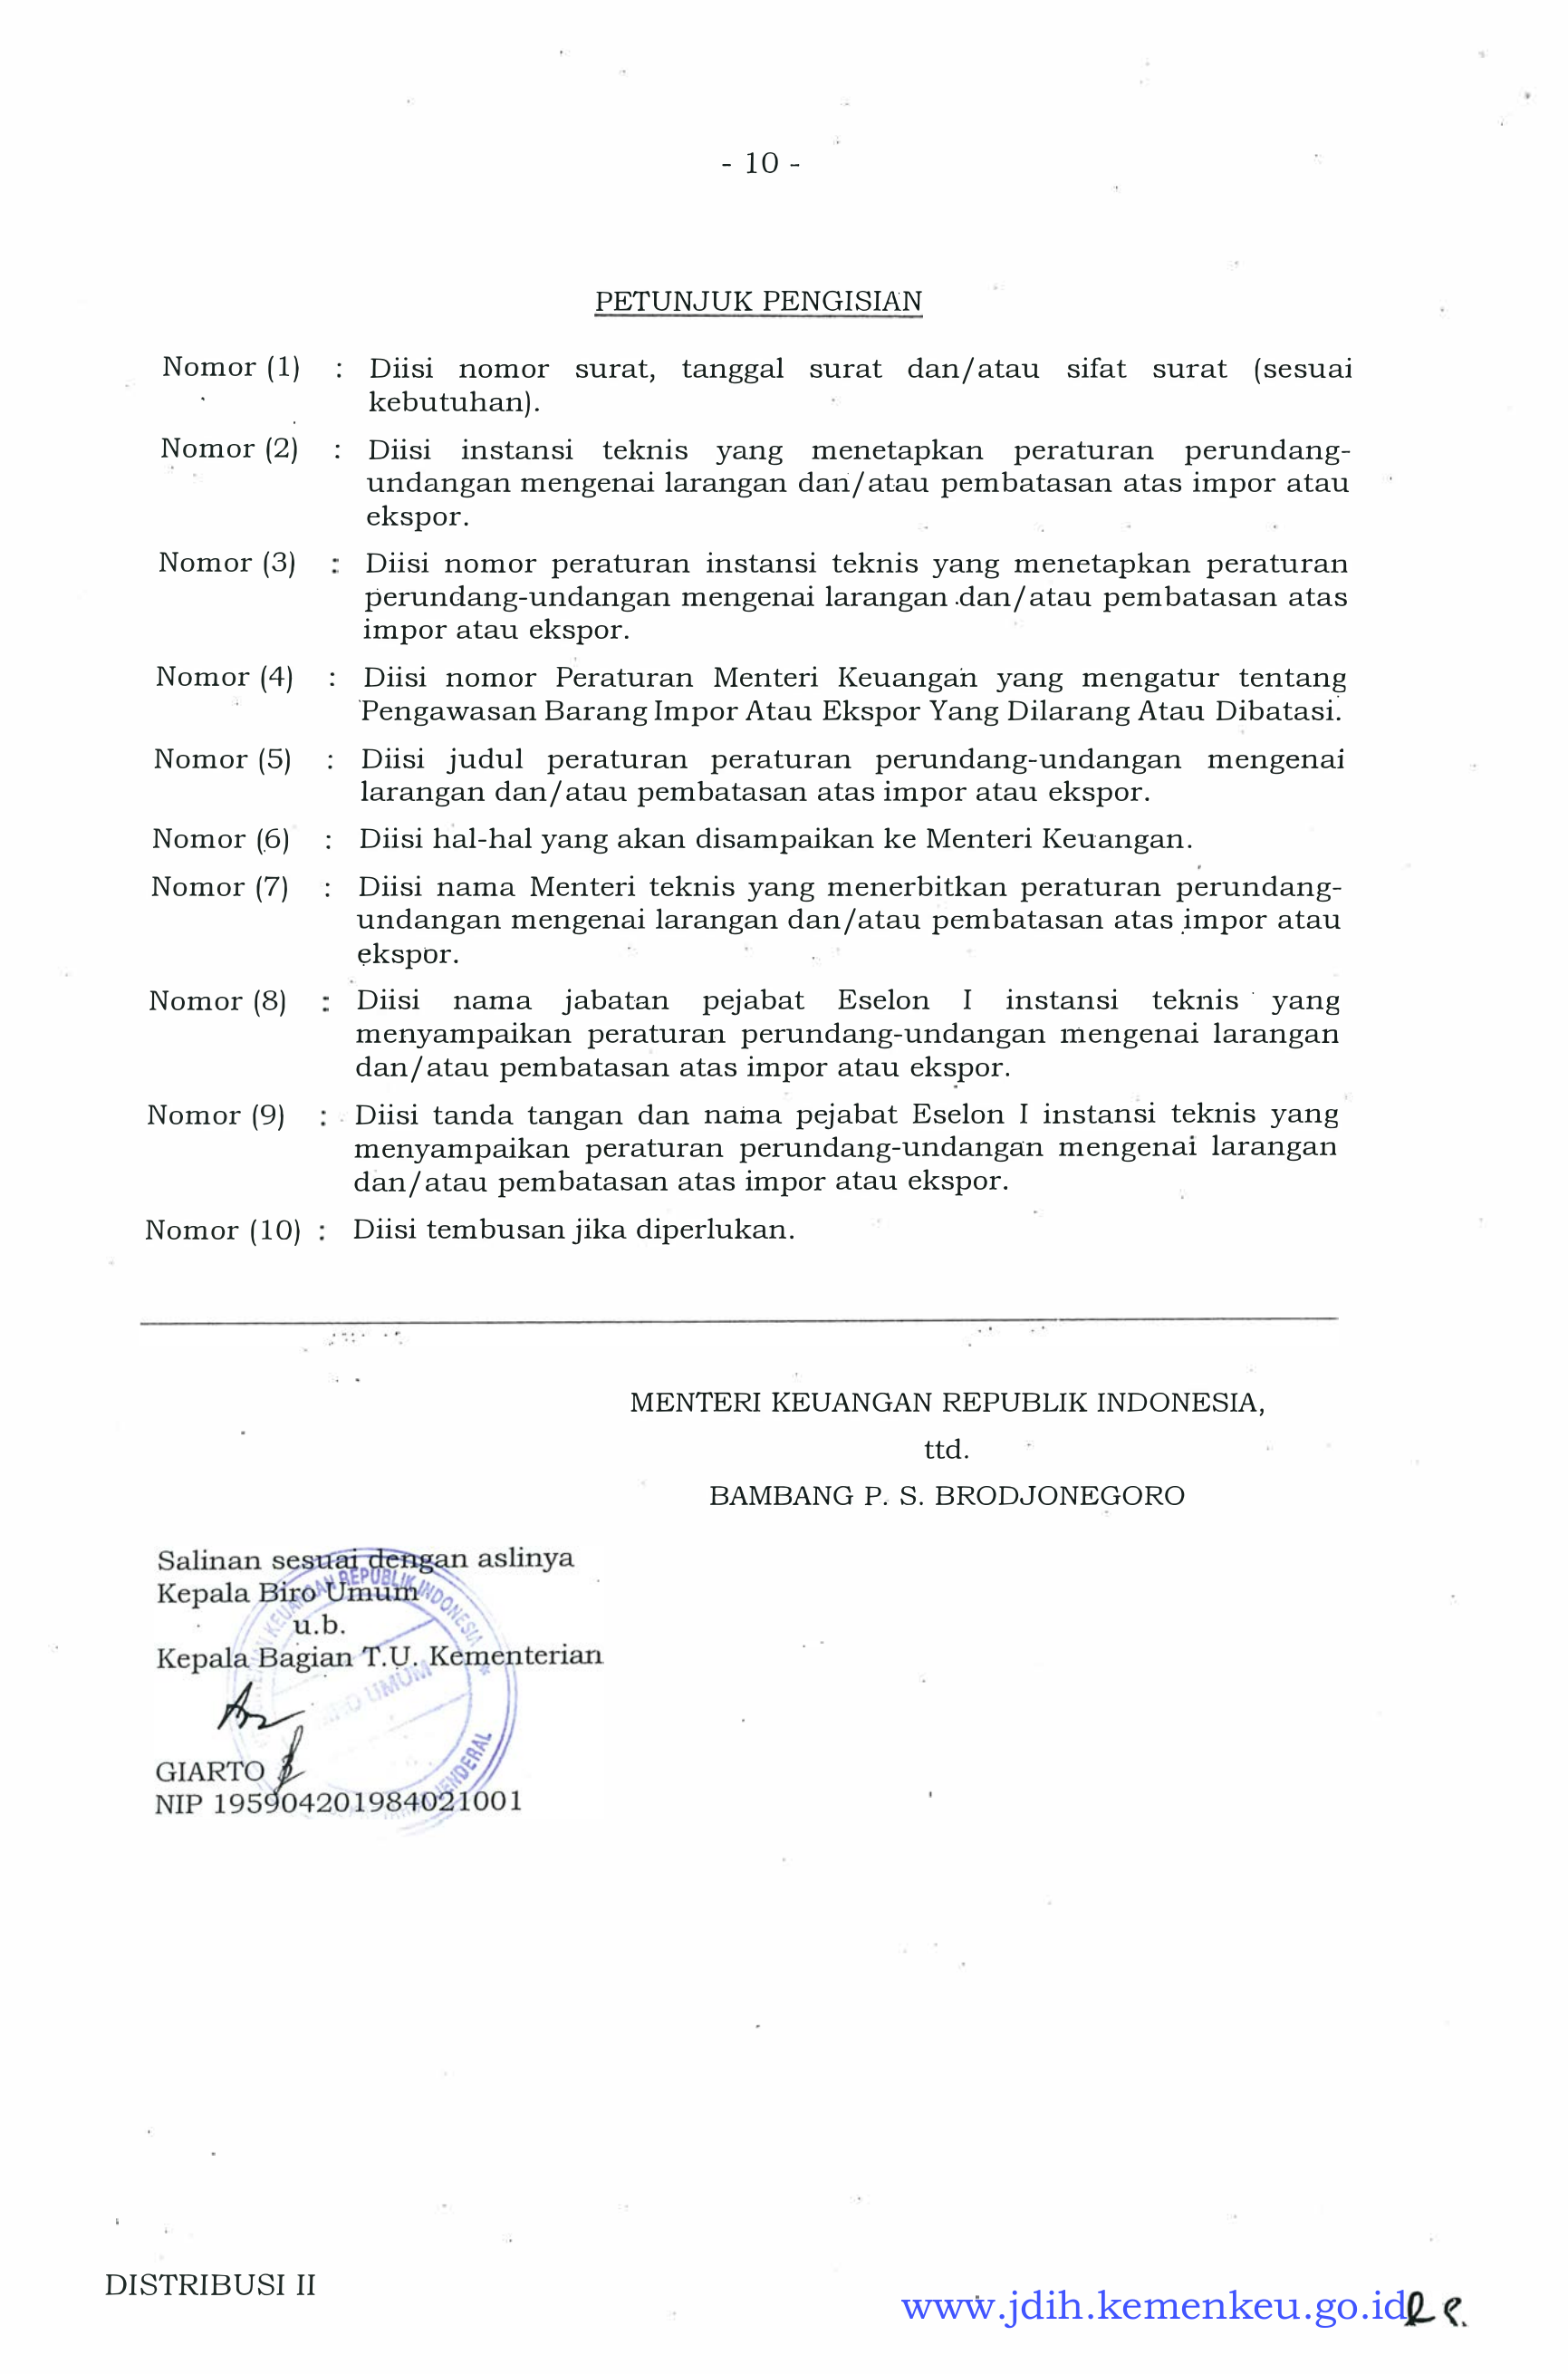 - 10 -
PETUNJUK PENGISIAN
Nomor (1) : Diisi nomor surat, tanggal surat dan/atau sifat surat (sesuai
kebutuhan).
Nomor (2) : Diisi instansi teknis yang menetapkan peraturan perundang-
undangan mengenai larangan dan/atau pembatasan atas impor atau
ekspor.
Nomor (3) : Diisi nomor peraturan instansi teknis yang menetapkan peraturan
perundang-undangan mengenai larangan dan/atau pembatasan atas
impor atau ekspor.
Nomor (4) : Diisi nomor Peraturan Menteri Keuangan yang mengatur tentang
Pengawasan Barang Impor Atau Ekspor Yang Dilarang Atau Dibatasi.
Nomor (5) : Diisi judul peraturan peraturan perundang-undangan mengenai
larangan dan/atau pembatasan atas impor atau ekspor.
Nomor (6) : Diisi hal-hal yang akan disampaikan ke Menteri Keuangan.
Nomor (7) : Diisi nama Menteri teknis yang menerbitkan peraturan perundang-
undangan mengenai larangan dan/atau pembatasan atas impor atau
ekspor.
Nomor (8) : Diisi nama jabatan pejabat Eselon I instansi teknis yang
menyampaikan peraturan perundang-undangan mengenai larangan
dan/atau pembatasan atas impor atau ekspor.
Nomor (9) : Diisi tanda tangan dan nama pejabat Eselon I instansi teknis yang
menyampaikan peraturan perundang-undangan mengenai larangan
dan/atau pembatasan atas impor atau ekspor.
Nomor (10) : Diisi tembusan jika diperlukan.
MENTERI KEUANGAN REPUBLIK INDONESIA,
ttd.
BAMBANG P. S. BRODJONEGORO
Salinan sesuai dengan aslinya
Kepala Biro Umum
u.b.
Kepala Bagian T.U. Kementerian
KEUANGAN REPUBLIK INDONESIA
BIRO UMUM
JENDERAL
GIARTO
NIP 195904201984021001
DISTRIBUSI II
www.jdih.kemenkeu.go.id